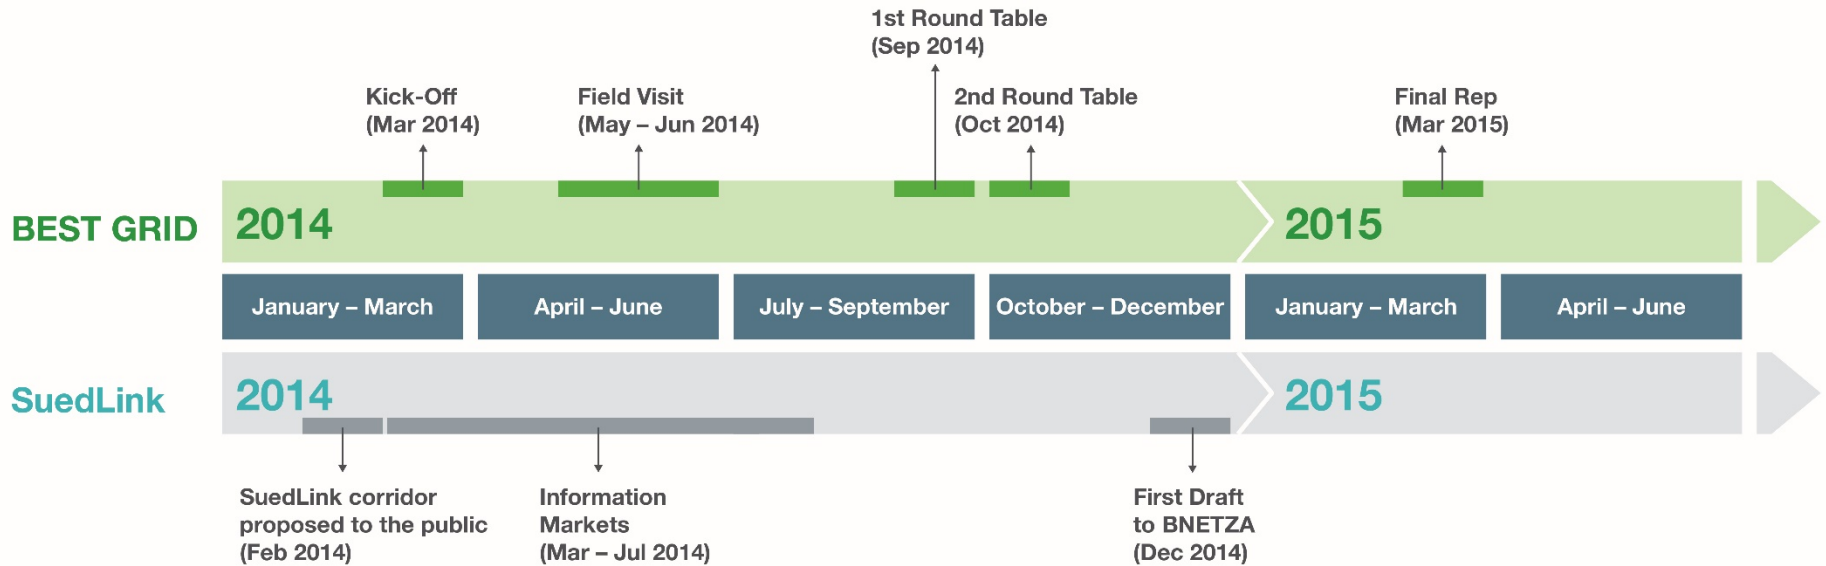 1st Round Table
(Sep 2014)
Kick-Off
(Mar 2014)
Field Visit
(May – Jun 2014)
2nd Round Table
(Oct 2014)
Final Rep
(Mar 2015)
BEST GRID
2014
2015
January – March
April – June
July – September
October – December
January – March
April – June
SuedLink
2014
2015
SuedLink corridor
proposed to the public
(Feb 2014)
Information
Markets
(Mar – Jul 2014)
First Draft
to BNETZA
(Dec 2014)